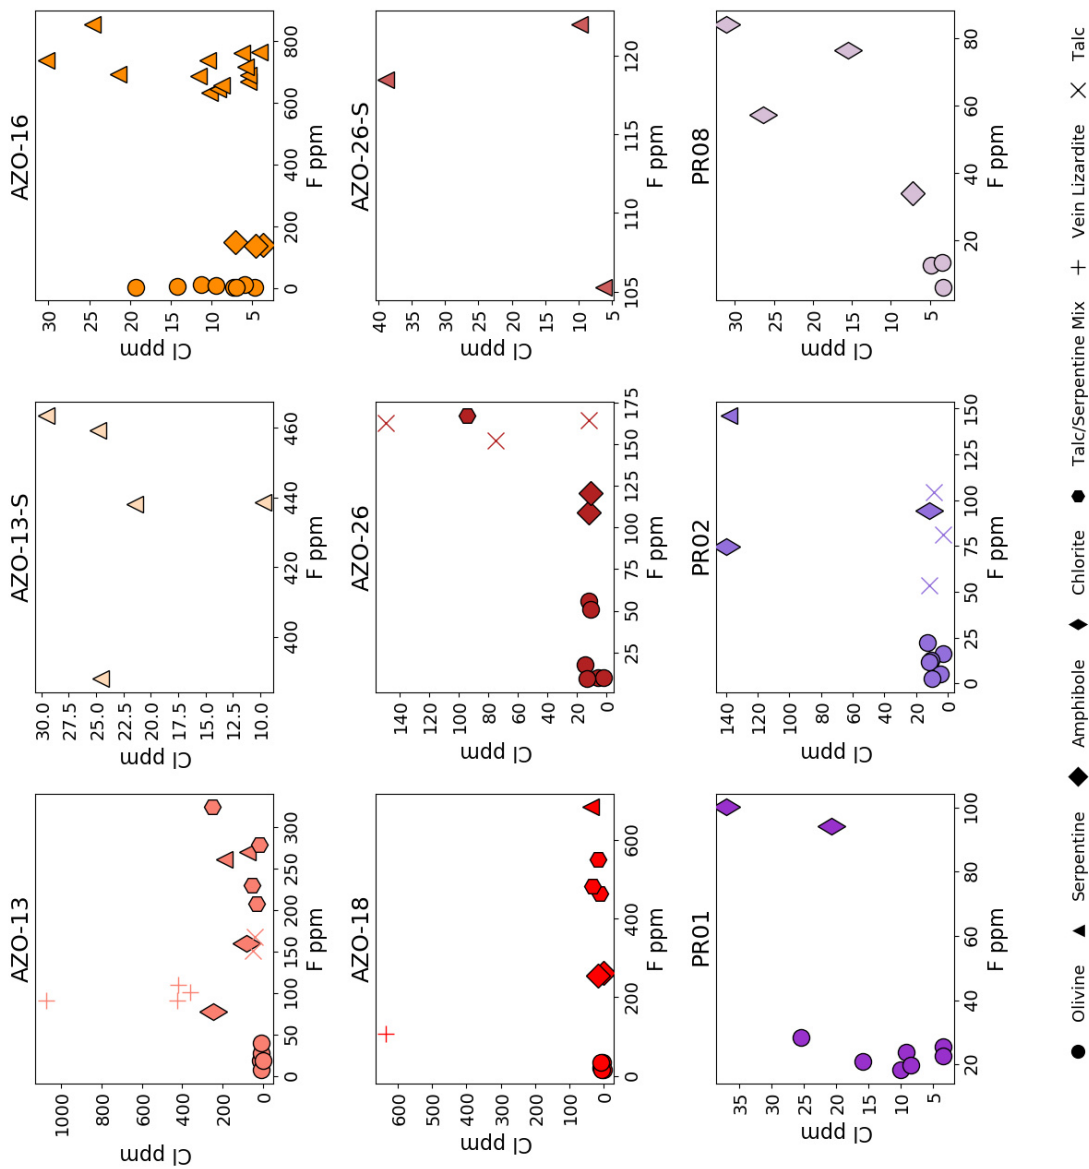 AZO-13
1000
800
600
400
200
0
Cl ppm
0 50 100 150 200 250 300
F ppm
AZO-13-S
30.0
27.5
25.0
22.5
20.0
17.5
15.0
12.5
10.0
Cl ppm
400 420 440 460
F ppm
AZO-16
30
25
20
15
10
5
Cl ppm
0 200 400 600 800
F ppm
AZO-18
600
500
400
300
200
100
0
Cl ppm
0 200 400 600
F ppm
AZO-26
140
120
100
80
60
40
20
0
Cl ppm
25 50 75 100 125 150 175
F ppm
AZO-26-S
40
35
30
25
20
15
10
5
Cl ppm
105 110 115 120
F ppm
PR01
35
30
25
20
15
10
5
Cl ppm
20 40 60 80 100
F ppm
PR02
140
120
100
80
60
40
20
0
Cl ppm
0 25 50 75 100 125 150
F ppm
PR08
30
25
20
15
10
5
Cl ppm
20 40 60 80
F ppm
Olivine Serpentine Amphibole Chlorite Talc/Serpentine Mix Vein Lizardite Talc